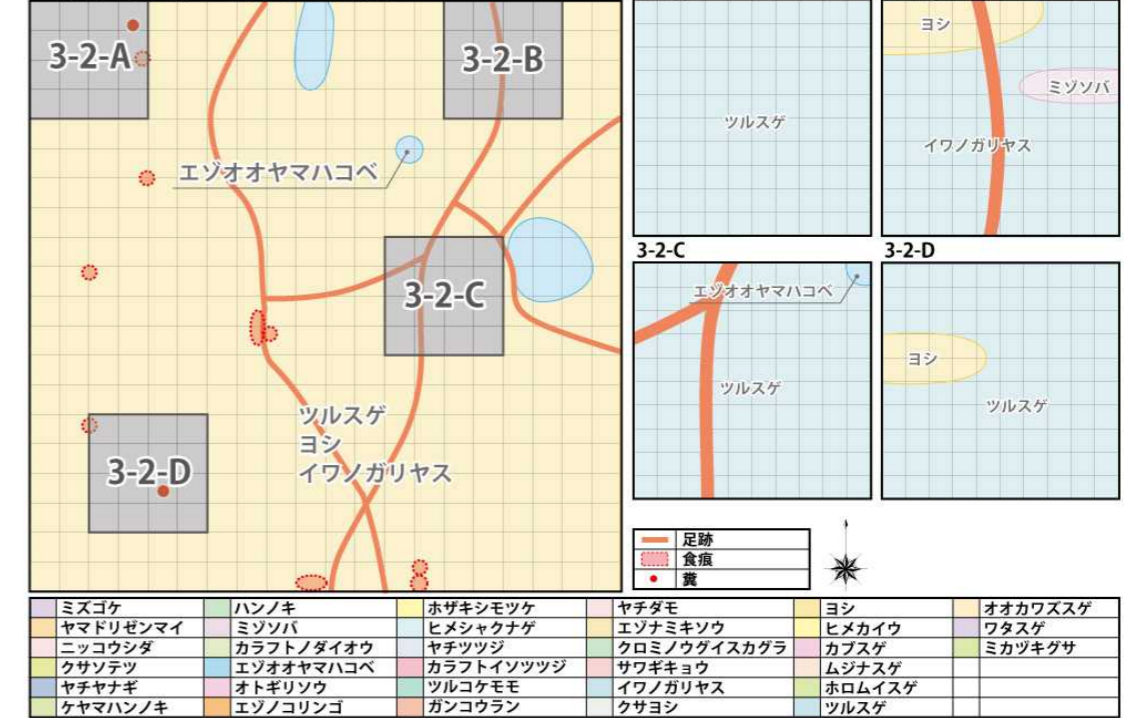 3-2-A
3-2-B
エゾオオヤマハコベ
3-2-C
ツルスゲ
ヨシ
イワノガリヤス
3-2-D
ツルスゲ
ヨシ
ミゾソバ
イワノガリヤス
3-2-C
3-2-D
エゾオオヤマハコベ
ツルスゲ
ヨシ
ツルスゲ
足跡
食痕
糞
ミズゴケ ハンノキ ホザキシモツケ ヤチダモ ヨシ オオカワズスゲ
ヤマドリゼンマイ ミゾソバ ヒメシャクナゲ エゾナミキソウ ヒメカイウ ワタスゲ
ニッコウシダ カラフトノダイオウ ヤチツツジ クロミノウグイスカグラ カブスゲ ミカヅキグサ
クサソテツ エゾオオヤマハコベ カラフトイソツツジ サワギキョウ ムジナスゲ
ヤチヤナギ オトギリソウ ツルコケモモ イワノガリヤス ホロムイスゲ
ケヤマハンノキ エゾノコリンゴ ガンコウラン クサヨシ ツルスゲ